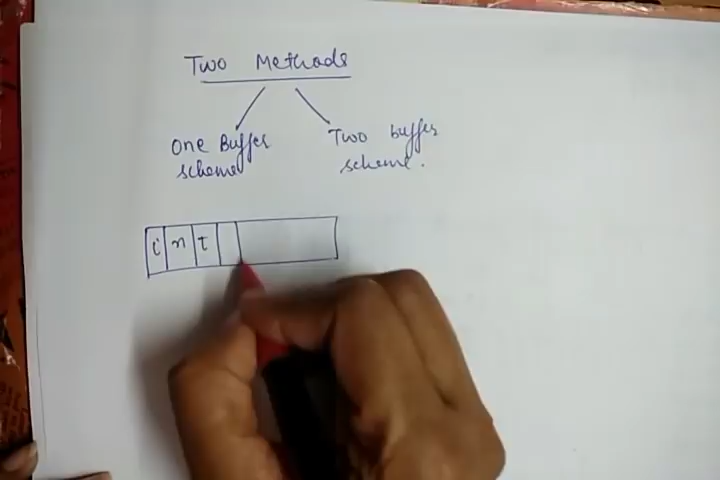 Two Methods
One Buffer
scheme
Two buffer
scheme.
i n t